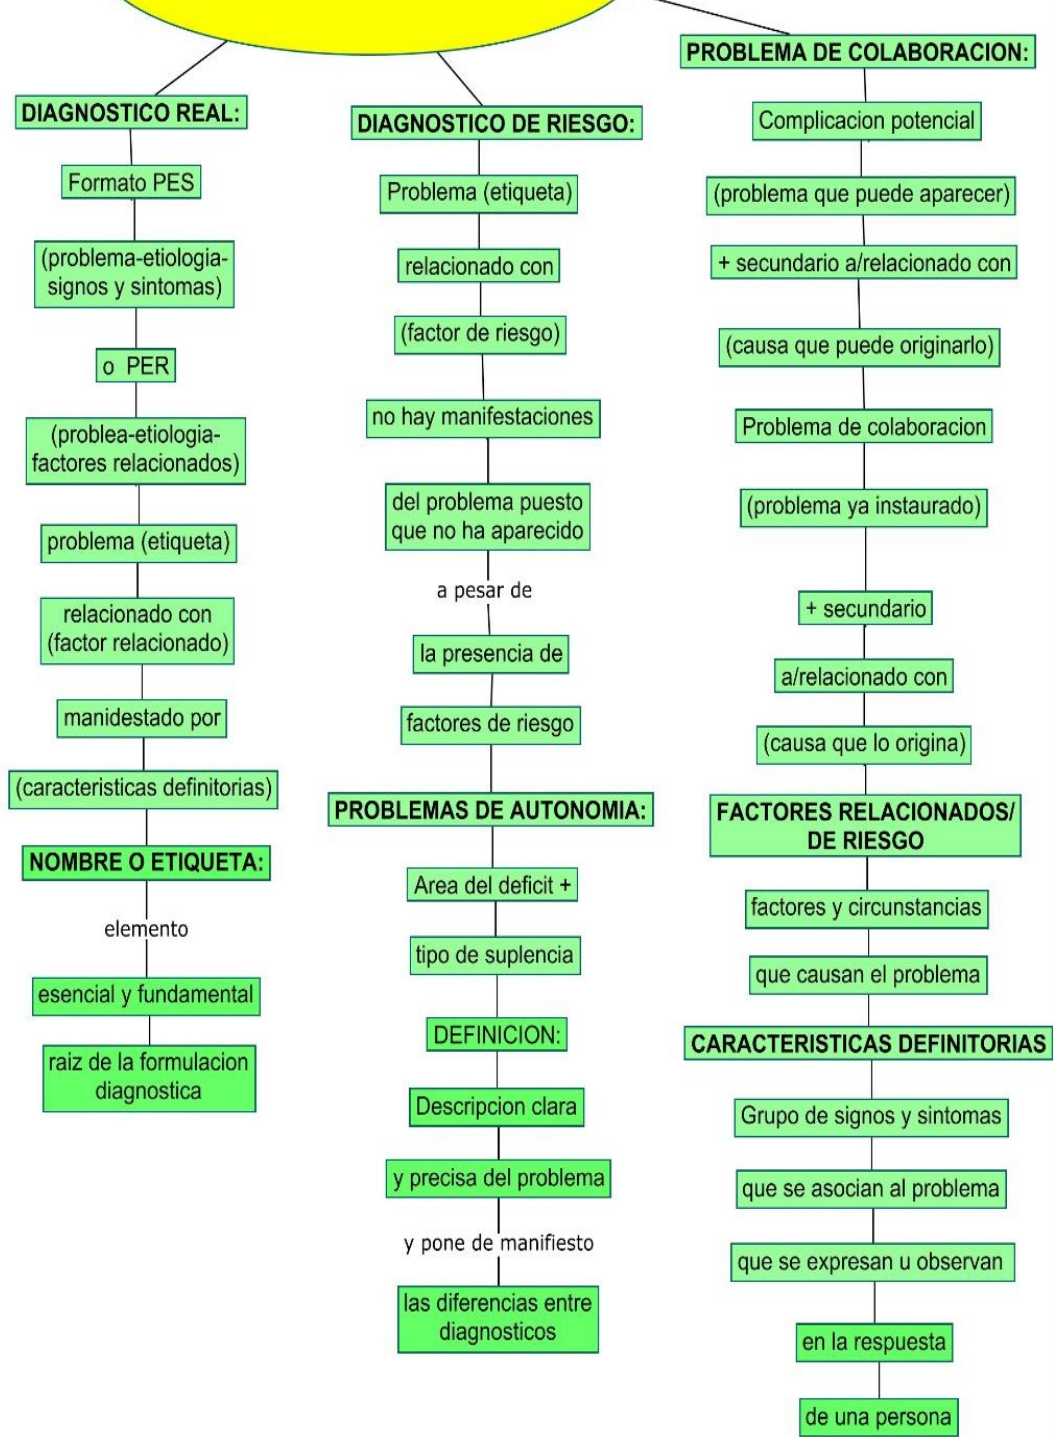 DIAGNOSTICO REAL:
Formato PES
(problema-etiologia-
signos y sintomas)
o PER
(problea-etiologia-
factores relacionados)
problema (etiqueta)
relacionado con
(factor relacionado)
manidestado por
(caracteristicas definitorias)
NOMBRE O ETIQUETA:
elemento
esencial y fundamental
raiz de la formulacion
diagnostica
DIAGNOSTICO DE RIESGO:
Problema (etiqueta)
relacionado con
(factor de riesgo)
no hay manifestaciones
del problema puesto
que no ha aparecido
a pesar de
la presencia de
factores de riesgo
PROBLEMAS DE AUTONOMIA:
Area del deficit +
tipo de suplencia
DEFINICION:
Descripcion clara
y precisa del problema
y pone de manifiesto
las diferencias entre
diagnosticos
PROBLEMA DE COLABORACION:
Complicacion potencial
(problema que puede aparecer)
+ secundario a/relacionado con
(causa que puede originarlo)
Problema de colaboracion
(problema ya instaurado)
+ secundario
a/relacionado con
(causa que lo origina)
FACTORES RELACIONADOS/
DE RIESGO
factores y circunstancias
que causan el problema
CARACTERISTICAS DEFINITORIAS
Grupo de signos y sintomas
que se asocian al problema
que se expresan u observan
en la respuesta
de una persona